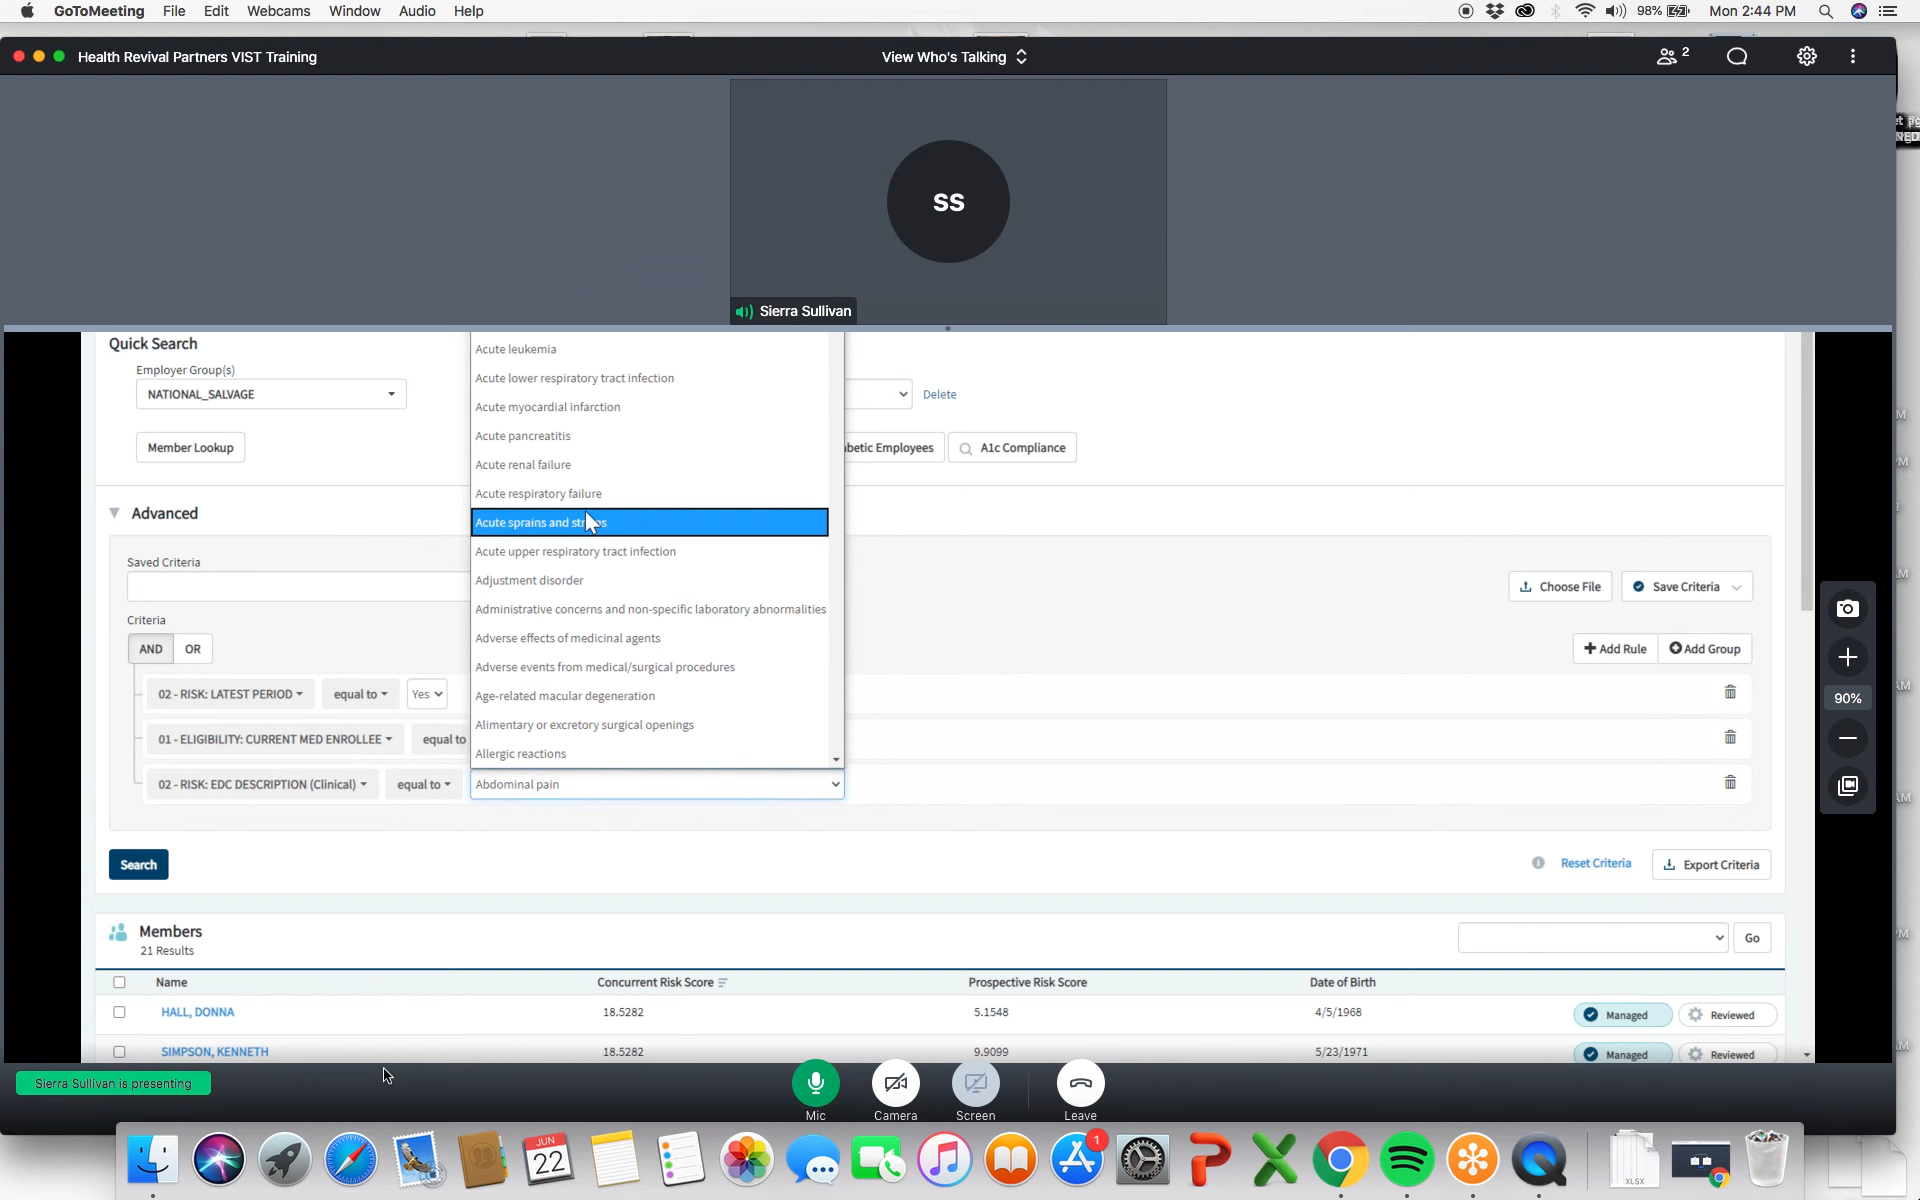 GoToMeeting File Edit Webcams Window Audio Help 98% Mon 2:44 PM
Health Revival Partners VIST Training View Who's Talking 2
SS
Sierra Sullivan
Quick Search
Employer Group(s)
NATIONAL_SALVAGE
Delete
Member Lookup
abetic Employees A1c Compliance
Acute leukemia
Acute lower respiratory tract infection
Acute myocardial infarction
Acute pancreatitis
Acute renal failure
Acute respiratory failure
Acute sprains and
Acute upper respiratory tract infection
Adjustment disorder
Administrative concerns and non-specific laboratory abnormalities
Adverse effects of medicinal agents
Adverse events from medical/surgical procedures
Age-related macular degeneration
Alimentary or excretory surgical openings
Allergic reactions
Advanced
Saved Criteria
Choose File Save Criteria
Criteria
AND OR
Add Rule Add Group
02 - RISK: LATEST PERIOD equal to Yes
01 - ELIGIBILITY: CURRENT MED ENROLLEE equal to
02 - RISK: EDC DESCRIPTION (Clinical) equal to Abdominal pain
90%
Search
Reset Criteria Export Criteria
Members
21 Results
Go
Name Concurrent Risk Score Prospective Risk Score Date of Birth
HALL, DONNA 18.5282 5.1548 4/5/1968 Managed Reviewed
SIMPSON, KENNETH 18.5282 9.9099 5/23/1971 Managed Reviewed
Sierra Sullivan is presenting
Mic Camera Screen Leave
JUN
22
1
XLSX